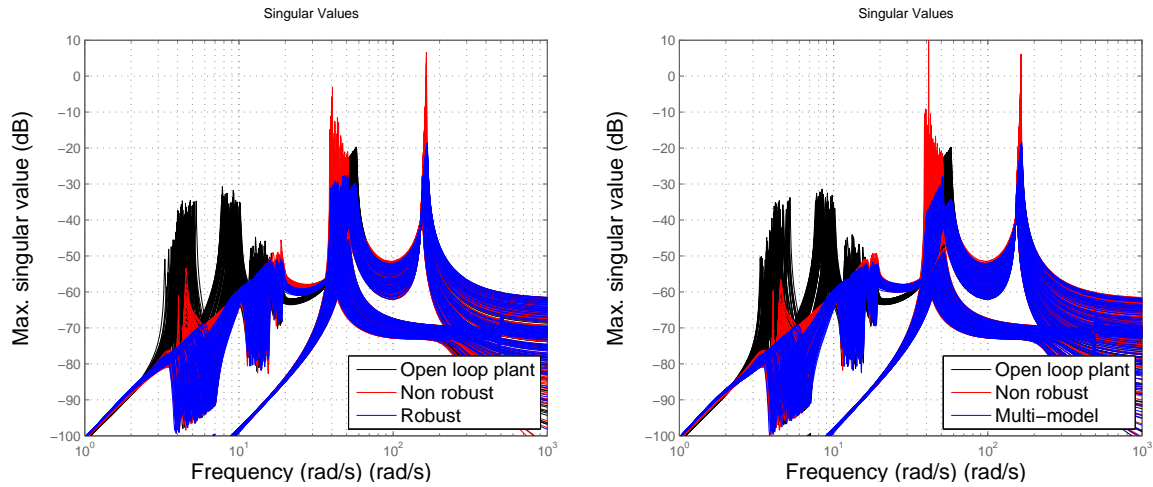 Singular Values
Max. singular value (dB)
10
0
−10
−20
−30
−40
−50
−60
−70
−80
−90
−100
10^0
10^1
10^2
10^3
Frequency (rad/s) (rad/s)
Open loop plant
Non robust
Robust
Singular Values
Max. singular value (dB)
10
0
−10
−20
−30
−40
−50
−60
−70
−80
−90
−100
10^0
10^1
10^2
10^3
Frequency (rad/s) (rad/s)
Open loop plant
Non robust
Multi−model